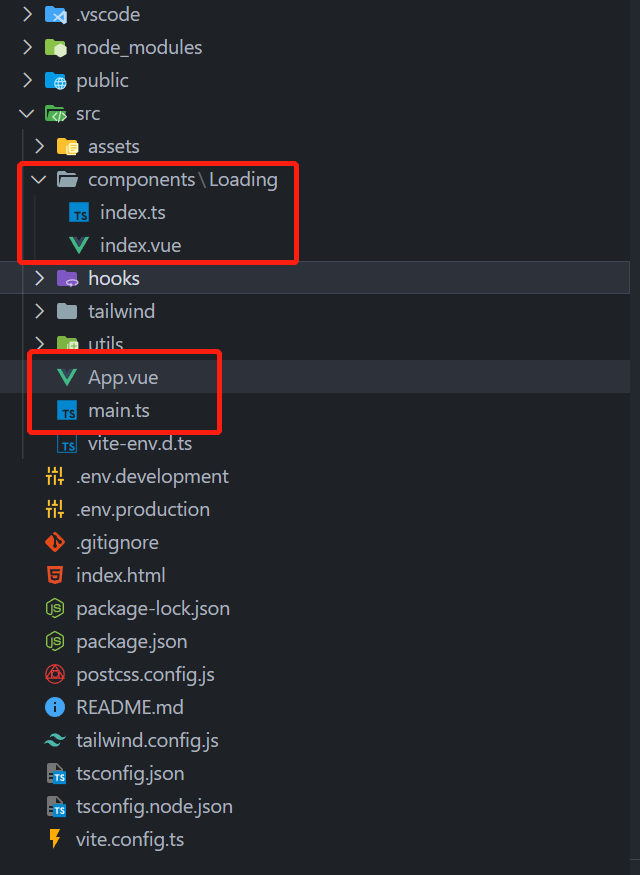 .vscode
node_modules
public
src
assets
components\Loading
index.ts
index.vue
hooks
tailwind
utils
App.vue
main.ts
vite-env.d.ts
.env.development
.env.production
.gitignore
index.html
package-lock.json
package.json
postcss.config.js
README.md
tailwind.config.js
tsconfig.json
tsconfig.node.json
vite.config.ts